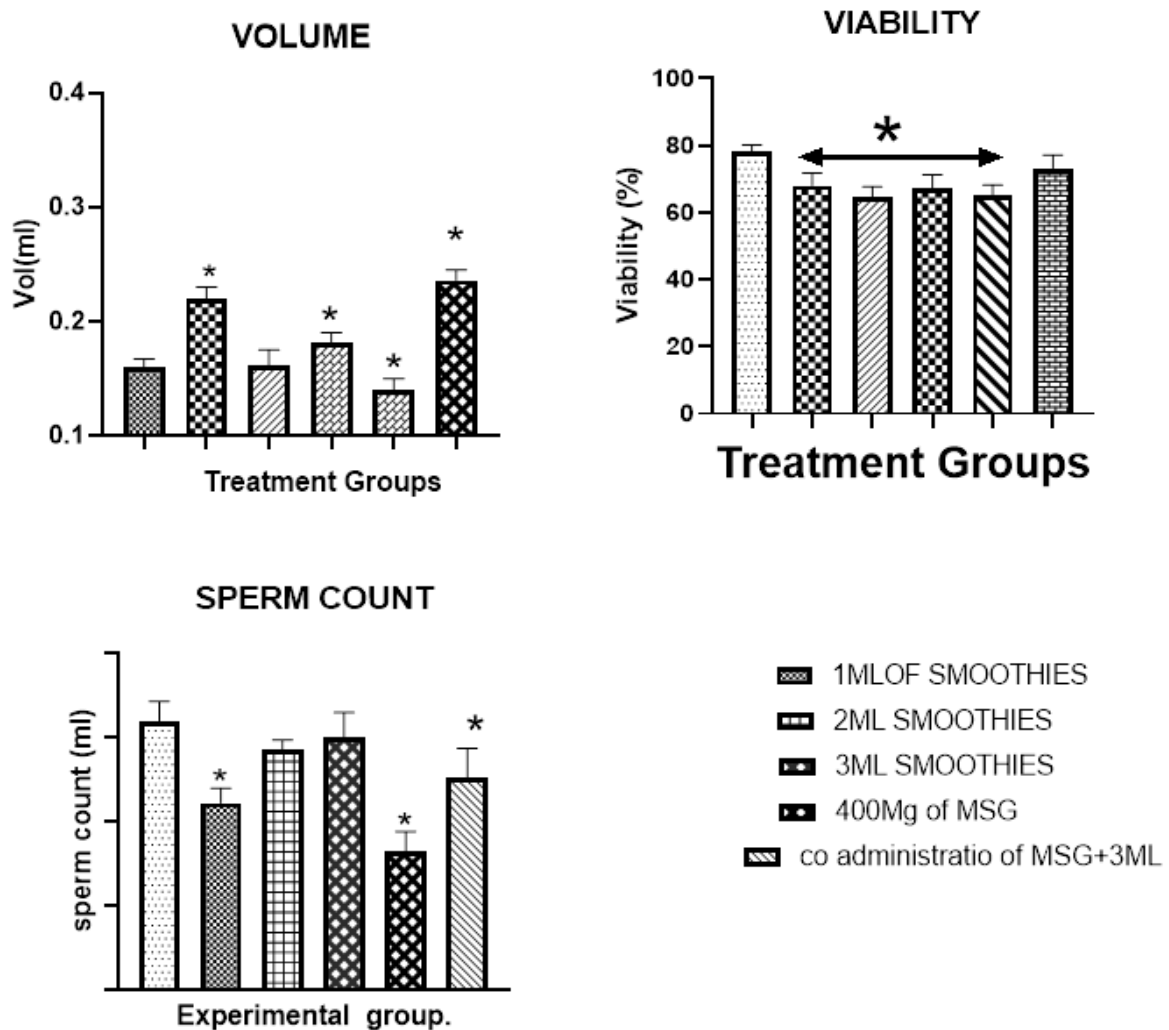 VOLUME
0.4
0.3
0.2
0.1
Vol(ml)
*
*
*
*
Treatment Groups
VIABILITY
100
80
60
40
20
0
Viability (%)
*
Treatment Groups
SPERM COUNT
sperm count (ml)
*
*
*
Experimental group.
1MLOF SMOOTHIES
2ML SMOOTHIES
3ML SMOOTHIES
400Mg of MSG
co administratio of MSG+3ML